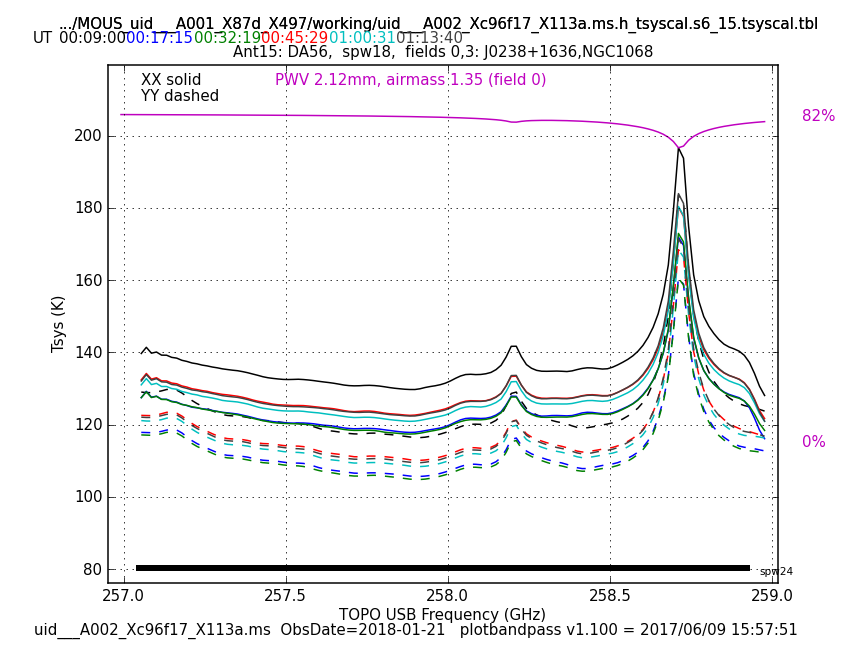 .../MOUS_uid___A001_X87d_X497/working/uid___A002_Xc96f17_X113a.ms.h_tsyscal.s6_15.tsyscal.tbl
UT 00:09:00 00:17:15 00:32:19 00:45:29 01:00:31 01:13:40
Ant15: DA56, spw18, fields 0,3: J0238+1636,NGC1068
XX solid PWV 2.12mm, airmass 1.35 (field 0)
YY dashed
82%
200
180
160
Tsys (K)
140
120
0%
100
80
spw24
257.0 257.5 258.0 258.5 259.0
TOPO USB Frequency (GHz)
uid___A002_Xc96f17_X113a.ms ObsDate=2018-01-21 plotbandpass v1.100 = 2017/06/09 15:57:51